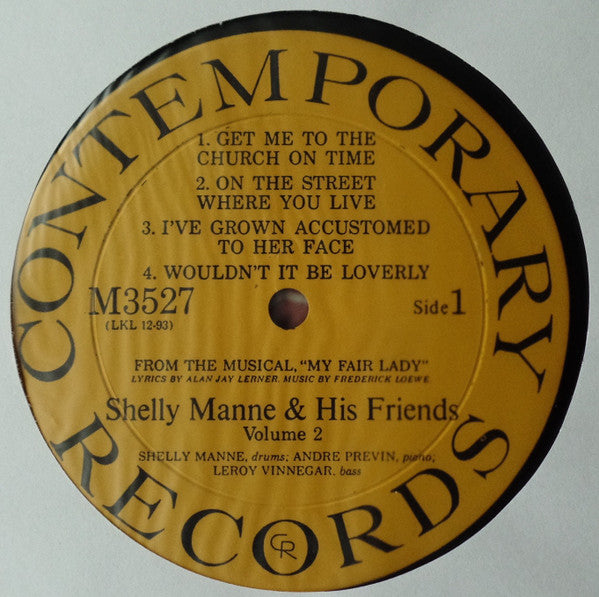 CONTEMPORARY
1. GET ME TO THE
CHURCH ON TIME
2. ON THE STREET
WHERE YOU LIVE
3. I'VE GROWN ACCUSTOMED
TO HER FACE
4. WOULDN'T IT BE LOVERLY
M3527 Side 1
(LKL 12-93)
FROM THE MUSICAL, "MY FAIR LADY"
LYRICS BY ALAN JAY LERNER, MUSIC BY FREDERICK LOEWE
Shelly Manne & His Friends
Volume 2
SHELLY MANNE, drums; ANDRE PREVIN, piano;
LEROY VINNEGAR, bass
RECORDS
CR